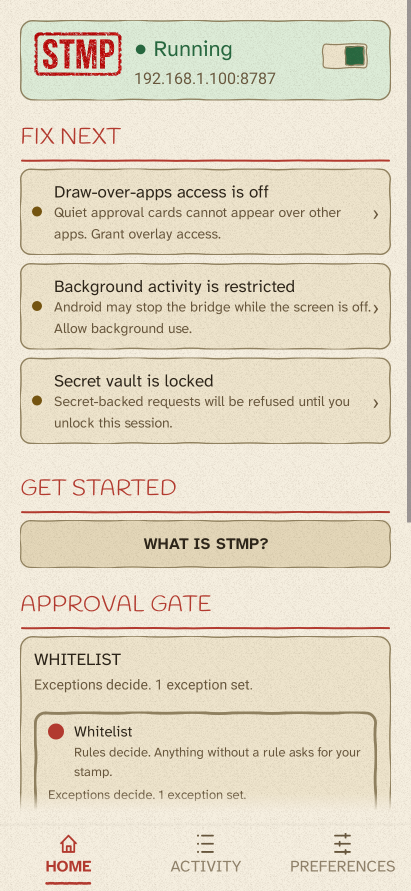 STMP
Running
192.168.1.100:8787
FIX NEXT
Draw-over-apps access is off
Quiet approval cards cannot appear over other
apps. Grant overlay access.
Background activity is restricted
Android may stop the bridge while the screen is off.
Allow background use.
Secret vault is locked
Secret-backed requests will be refused until you
unlock this session.
GET STARTED
WHAT IS STMP?
APPROVAL GATE
WHITELIST
Exceptions decide. 1 exception set.
Whitelist
Rules decide. Anything without a rule asks for your
stamp.
Exceptions decide. 1 exception set.
HOME
ACTIVITY
PREFERENCES